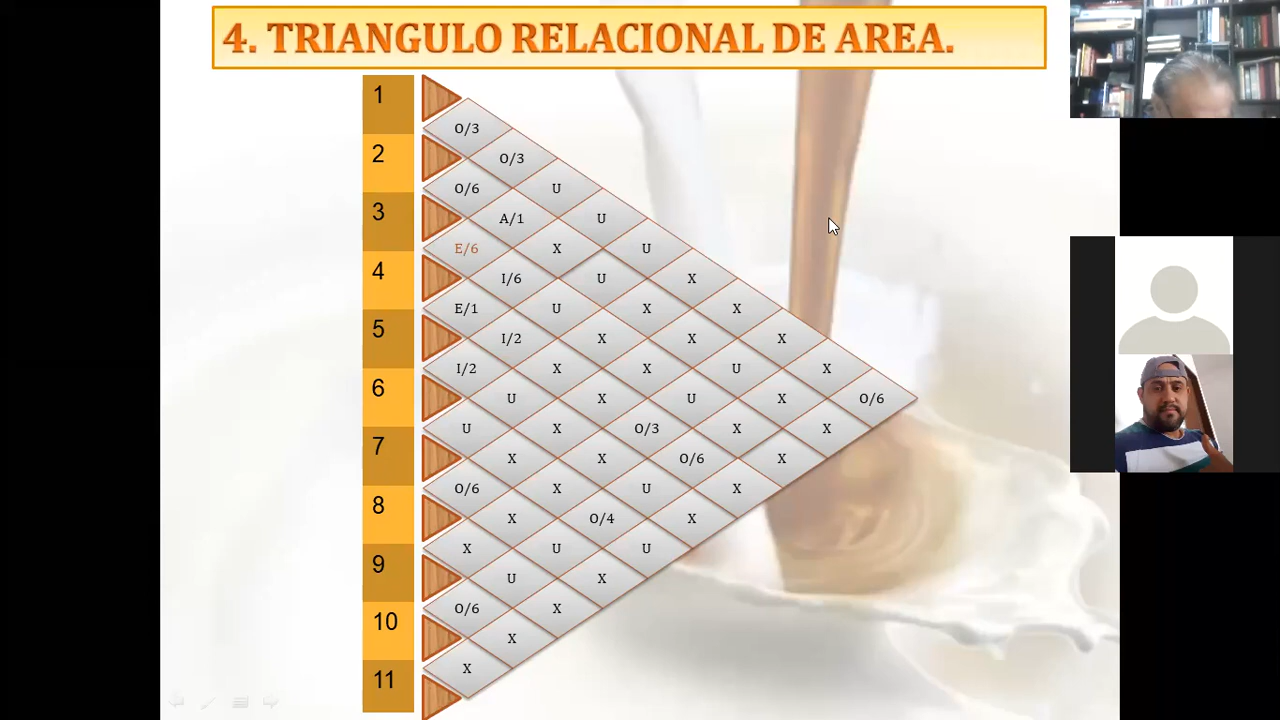 4. TRIANGULO RELACIONAL DE AREA.
1
O/3
2 O/3
O/6 U
3 A/1 U
E/6 X U
4 I/6 U X
E/1 U X X
5 I/2 X X X
I/2 X X U X
6 U X U X O/6
U X O/3 X X
7 X X O/6 X
O/6 X U X
8 X O/4 X
X U U
9 U X
O/6 X
10 X
X
11